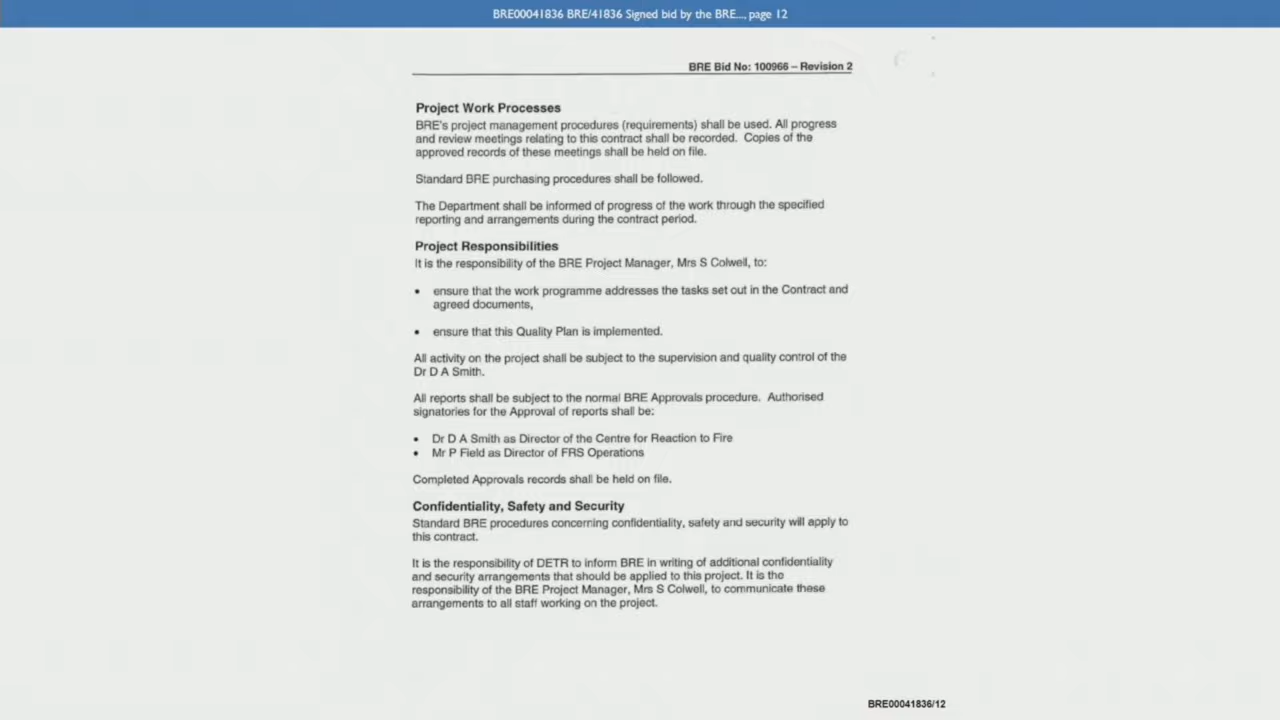 BRE00041836 BRE/41836 Signed bid by the BRE..., page 12
BRE Bid No: 100966 – Revision 2
Project Work Processes
BRE's project management procedures (requirements) shall be used. All progress
and review meetings relating to this contract shall be recorded. Copies of the
approved records of these meetings shall be held on file.
Standard BRE purchasing procedures shall be followed.
The Department shall be informed of progress of the work through the specified
reporting and arrangements during the contract period.
Project Responsibilities
It is the responsibility of the BRE Project Manager, Mrs S Colwell, to:
• ensure that the work programme addresses the tasks set out in the Contract and
agreed documents,
• ensure that this Quality Plan is implemented.
All activity on the project shall be subject to the supervision and quality control of the
Dr D A Smith.
All reports shall be subject to the normal BRE Approvals procedure. Authorised
signatories for the Approval of reports shall be:
• Dr D A Smith as Director of the Centre for Reaction to Fire
• Mr P Field as Director of FRS Operations
Completed Approvals records shall be held on file.
Confidentiality, Safety and Security
Standard BRE procedures concerning confidentiality, safety and security will apply to
this contract.
It is the responsibility of DETR to inform BRE in writing of additional confidentiality
and security arrangements that should be applied to this project. It is the
responsibility of the BRE Project Manager, Mrs S Colwell, to communicate these
arrangements to all staff working on the project.
BRE00041836/12